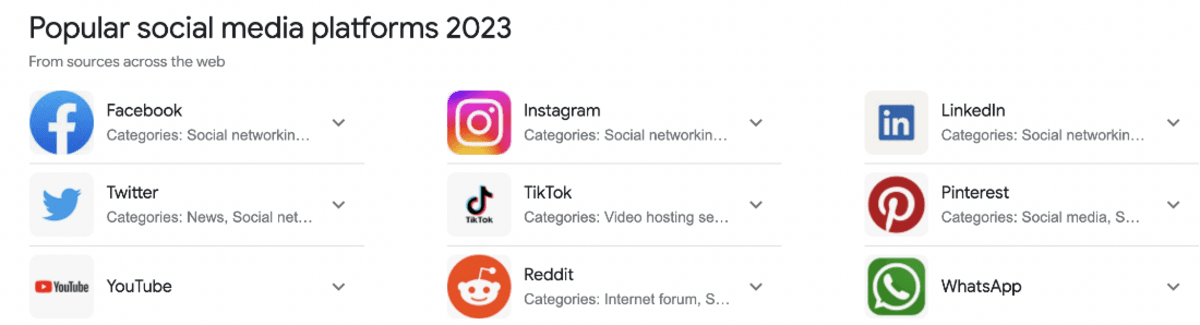 Popular social media platforms 2023
From sources across the web
Facebook
Categories: Social networkin...
Instagram
Categories: Social networkin...
in
LinkedIn
Categories: Social networkin...
Twitter
Categories: News, Social net...
TikTok
TikTok
Categories: Video hosting se...
Pinterest
Categories: Social media, S...
YouTube
YouTube
Reddit
Categories: Internet forum, S...
WhatsApp